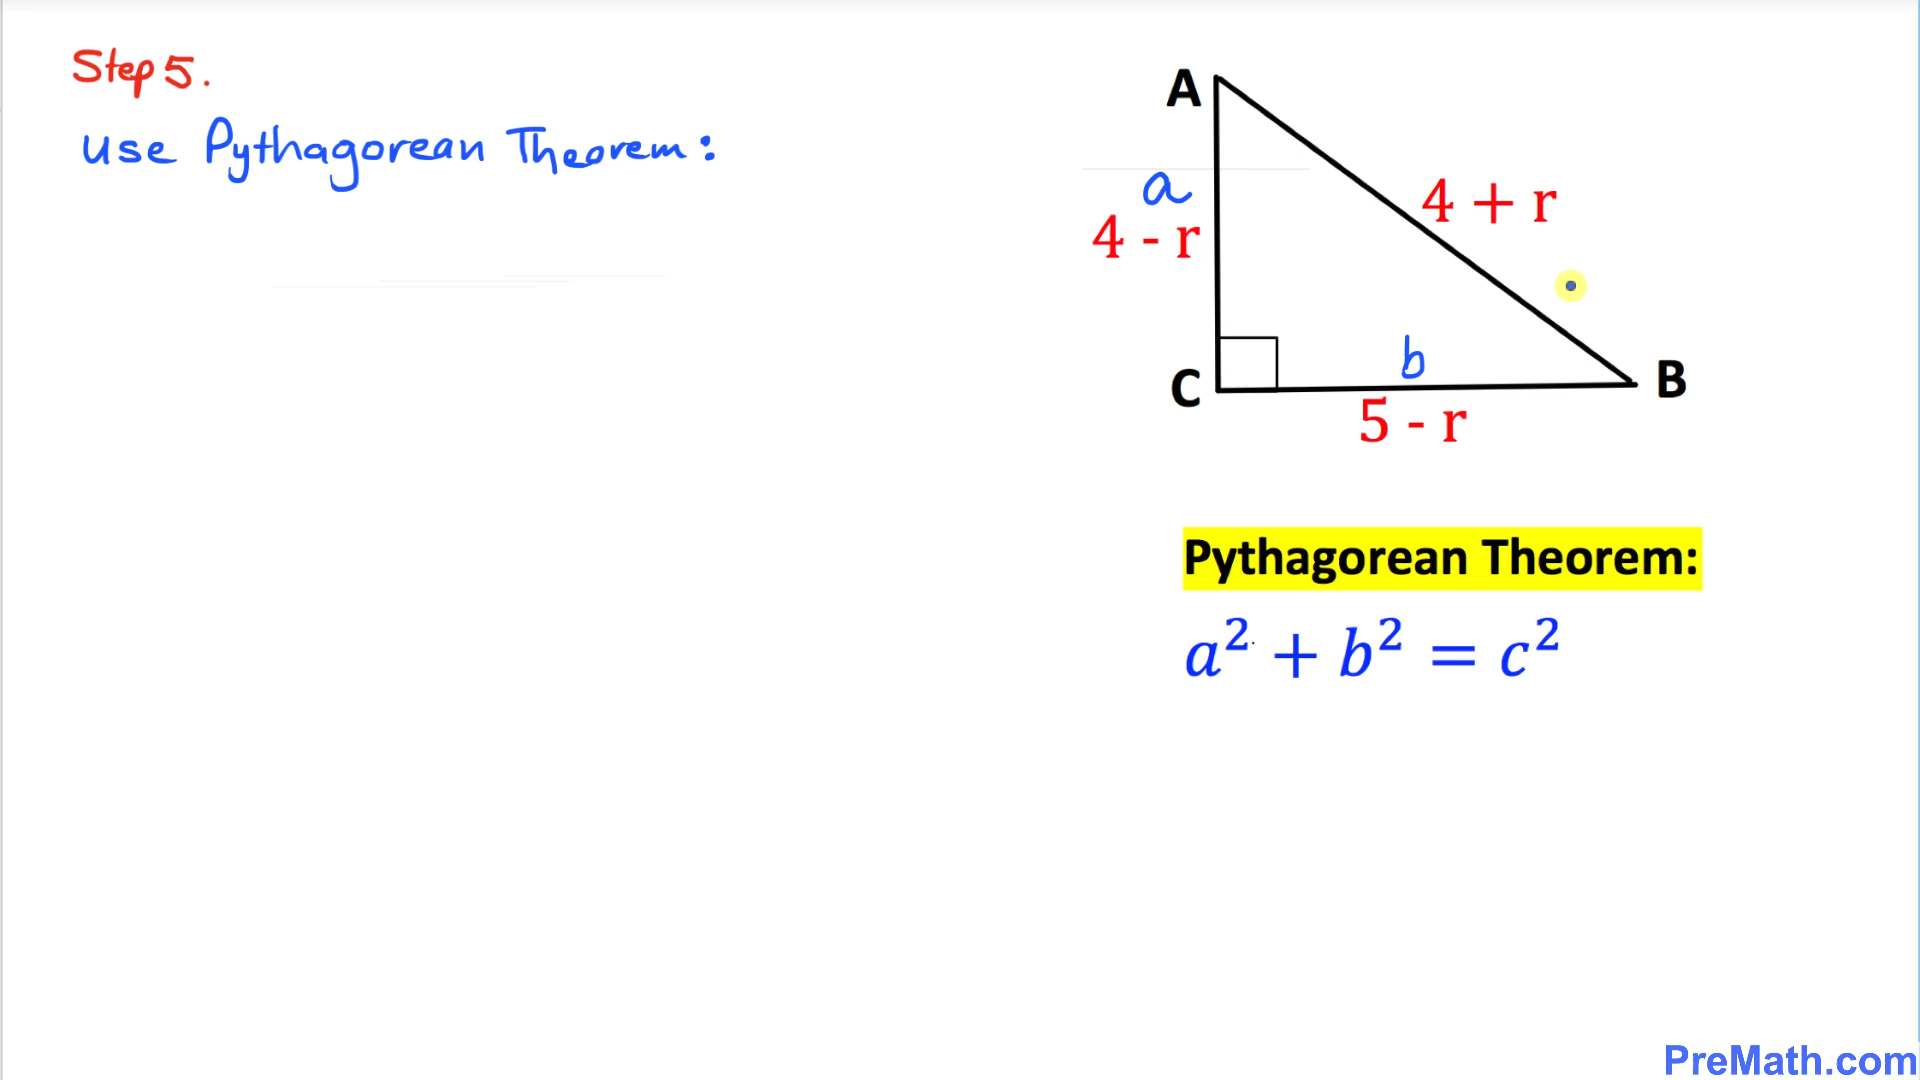 Step 5.
Use Pythagorean Theorem:
A
a
4 - r
4 + r
b
C
B
5 - r
Pythagorean Theorem:
a² + b² = c²
PreMath.com